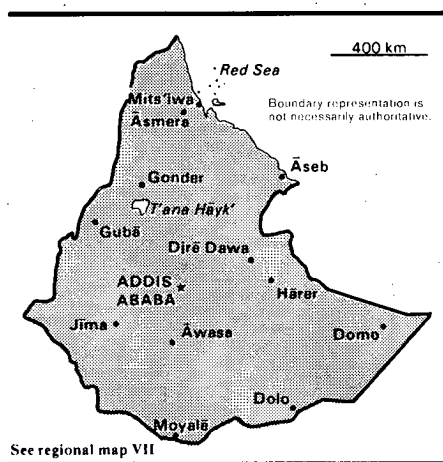 400 km
Red Sea
Boundary representation is
not necessarily authoritative.
Mits'iwa
Āsmera
Āseb
Gonder
T'ana Hāyk'
Gubā
Dirē Dawa
ADDIS
ABABA
Hārer
Jīma
Āwasa
Domo
Dolo
Moyalē
See regional map VII